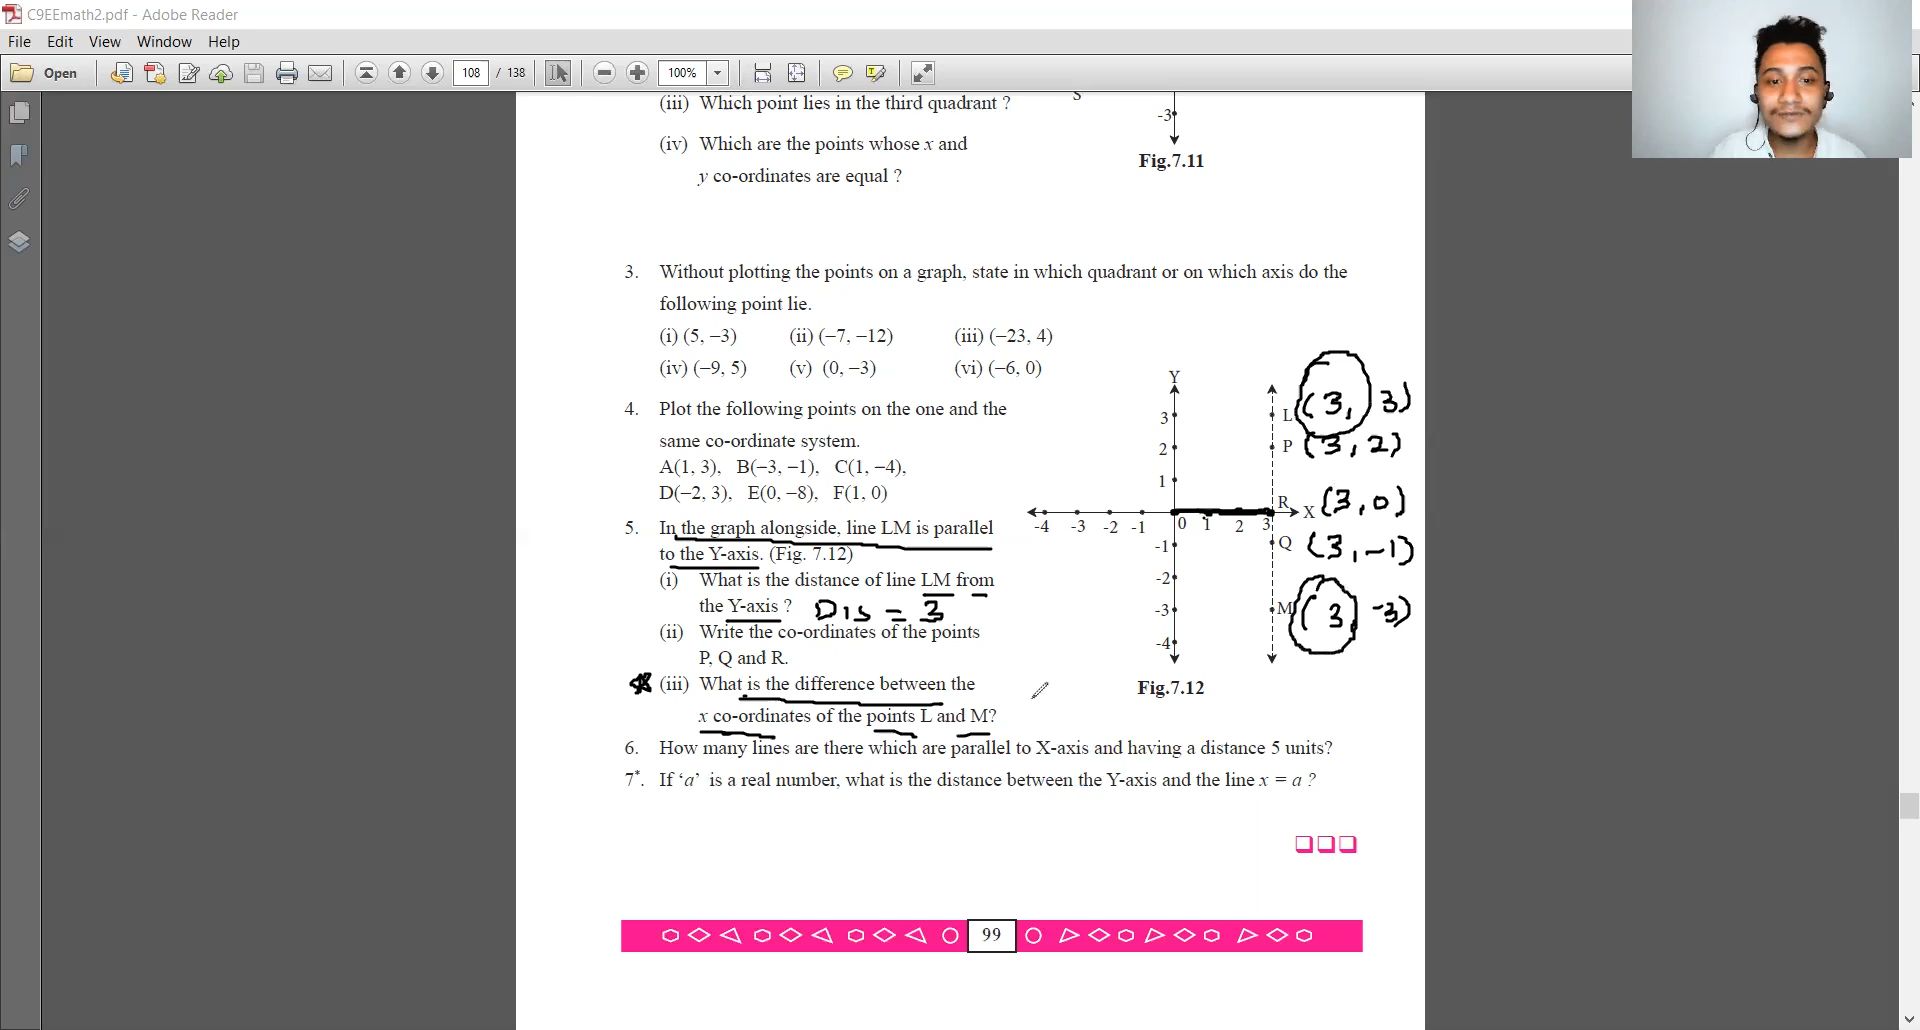 C9EEmath2.pdf - Adobe Reader
File Edit View Window Help
Open 108 / 138 100%
(iii) Which point lies in the third quadrant ?
S
-3
(iv) Which are the points whose x and
y co-ordinates are equal ?
Fig.7.11
3. Without plotting the points on a graph, state in which quadrant or on which axis do the
following point lie.
(i) (5, −3) (ii) (−7, −12) (iii) (−23, 4)
(iv) (−9, 5) (v) (0, −3) (vi) (−6, 0)
4. Plot the following points on the one and the
same co-ordinate system.
A(1, 3), B(−3, −1), C(1, −4),
D(−2, 3), E(0, −8), F(1, 0)
5. In the graph alongside, line LM is parallel
to the Y-axis. (Fig. 7.12)
(i) What is the distance of line LM from
the Y-axis ? Dis = 3
(ii) Write the co-ordinates of the points
P, Q and R.
(iii) What is the difference between the
x co-ordinates of the points L and M?
Y
3 L (3, 3)
2 P (3, 2)
1
R X (3, 0)
-4 -3 -2 -1 0 1 2 3
-1 Q (3, -1)
-2
-3 M (3 -3)
-4
Fig.7.12
6. How many lines are there which are parallel to X-axis and having a distance 5 units?
7*. If ‘a’ is a real number, what is the distance between the Y-axis and the line x = a ?
99